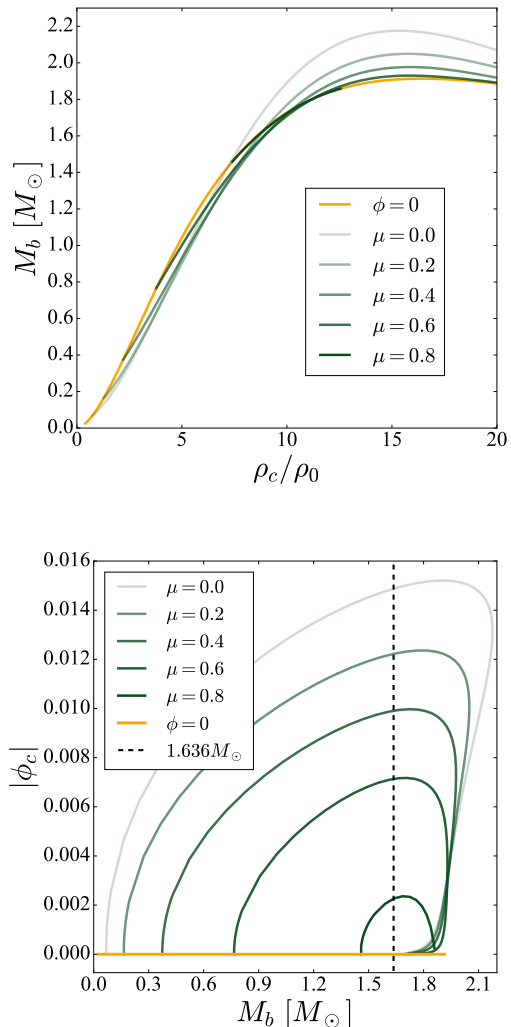 2.2
2.0
1.8
1.6
1.4
1.2
1.0
0.8
0.6
0.4
0.2
0.0
M_b [M_⊙]
ϕ = 0
μ = 0.0
μ = 0.2
μ = 0.4
μ = 0.6
μ = 0.8
5 10 15 20
ρ_c/ρ_0
0.016
0.014
0.012
0.010
0.008
0.006
0.004
0.002
0.000
|ϕ_c|
μ = 0.0
μ = 0.2
μ = 0.4
μ = 0.6
μ = 0.8
ϕ = 0
1.636M_⊙
0.0 0.3 0.6 0.9 1.2 1.5 1.8 2.1
M_b [M_⊙]